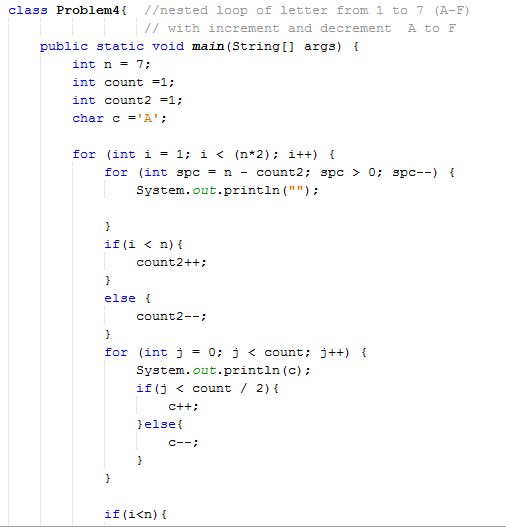 class Problem4{  //nested loop of letter from 1 to 7 (A-F)
// with increment and decrement  A to F
public static void main(String[] args) {
int n = 7;
int count =1;
int count2 =1;
char c ='A';
for (int i = 1; i < (n*2); i++) {
for (int spc = n - count2; spc > 0; spc--) {
System.out.println("");
}
if(i < n){
count2++;
}
else {
count2--;
}
for (int j = 0; j < count; j++) {
System.out.println(c);
if(j < count / 2){
c++;
}else{
c--;
}
}
if(i<n){